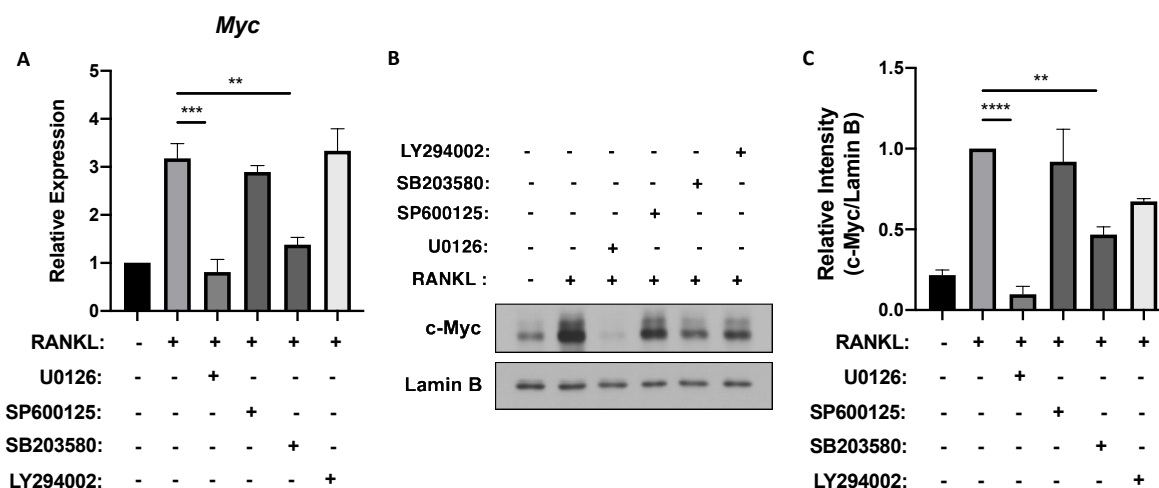 Myc
A
5
4
3
2
1
0
Relative Expression
**
***
RANKL: - + + + + +
U0126: - - + - - -
SP600125: - - - + - -
SB203580: - - - - + -
LY294002: - - - - - +
B
LY294002: - - - - - +
SB203580: - - - - + -
SP600125: - - - + - -
U0126: - - + - - -
RANKL : - + + + + +
c-Myc
Lamin B
C
1.5
1.0
0.5
0.0
Relative Intensity
(c-Myc/Lamin B)
**
****
RANKL: - + + + + +
U0126: - - + - - -
SP600125: - - - + - -
SB203580: - - - - + -
LY294002: - - - - - +